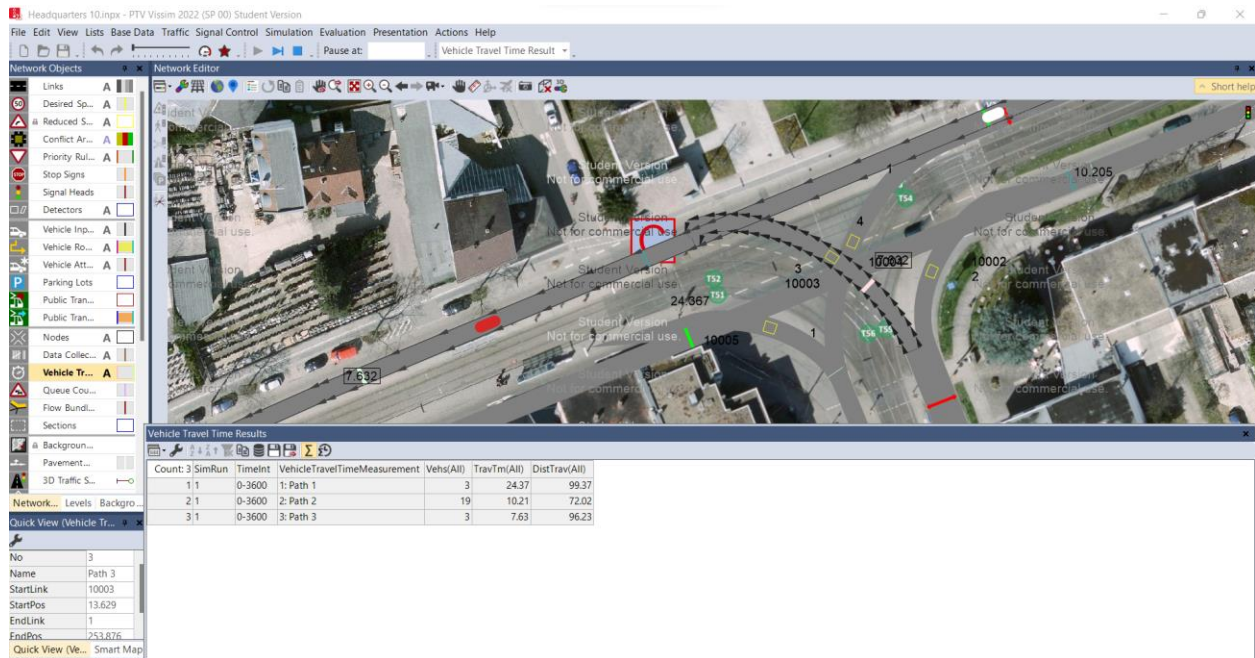 Headquarters 10.inpx - PTV Vissim 2022 (SP 00) Student Version
File Edit View Lists Base Data Traffic Signal Control Simulation Evaluation Presentation Actions Help
Pause at: Vehicle Travel Time Result
Network Objects
Network Editor
Short help
Links A
Desired Sp... A
Reduced S... A
Conflict Ar... A
Priority Rul... A
Stop Signs
Signal Heads
Detectors A
Vehicle Inp... A
Vehicle Ro... A
Vehicle Att... A
Parking Lots
Public Tran...
Public Tran...
Nodes A
Data Collec... A
Vehicle Tr... A
Queue Cou...
Flow Bundl...
Sections
Backgroun...
Pavement...
3D Traffic S...
Network... Levels Backgro...
Student Version
Not for commercial use.
1
10.205
TS4
4
3
10003
10002
2
TS2
TS1
24.367
10005
1
TS6
TS5
7.632
Quick View (Vehicle Tr...
No 3
Name Path 3
StartLink 10003
StartPos 13.629
EndLink 1
EndPos 253.876
Quick View (Ve... Smart Map
Vehicle Travel Time Results
Count: 3 SimRun TimeInt VehicleTravelTimeMeasurement Vehs(All) TravTm(All) DistTrav(All)
1 1 0-3600 1: Path 1 3 24.37 99.37
2 1 0-3600 2: Path 2 19 10.21 72.02
3 1 0-3600 3: Path 3 3 7.63 96.23